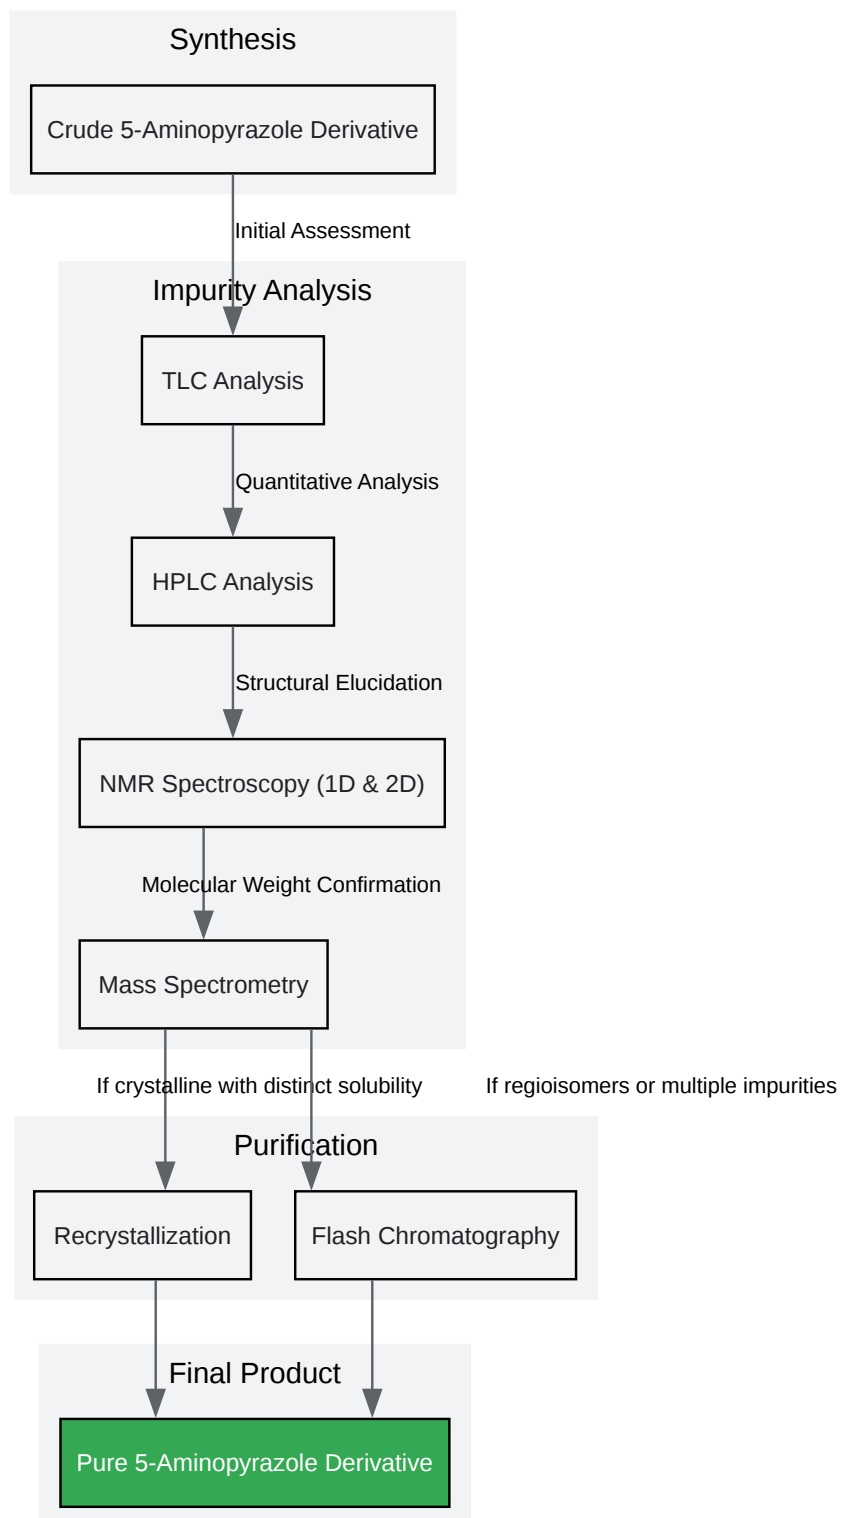 Synthesis
Crude 5-Aminopyrazole Derivative
Initial Assessment
Impurity Analysis
TLC Analysis
Quantitative Analysis
HPLC Analysis
Structural Elucidation
NMR Spectroscopy (1D & 2D)
Molecular Weight Confirmation
Mass Spectrometry
If crystalline with distinct solubility
If regioisomers or multiple impurities
Purification
Recrystallization
Flash Chromatography
Final Product
Pure 5-Aminopyrazole Derivative